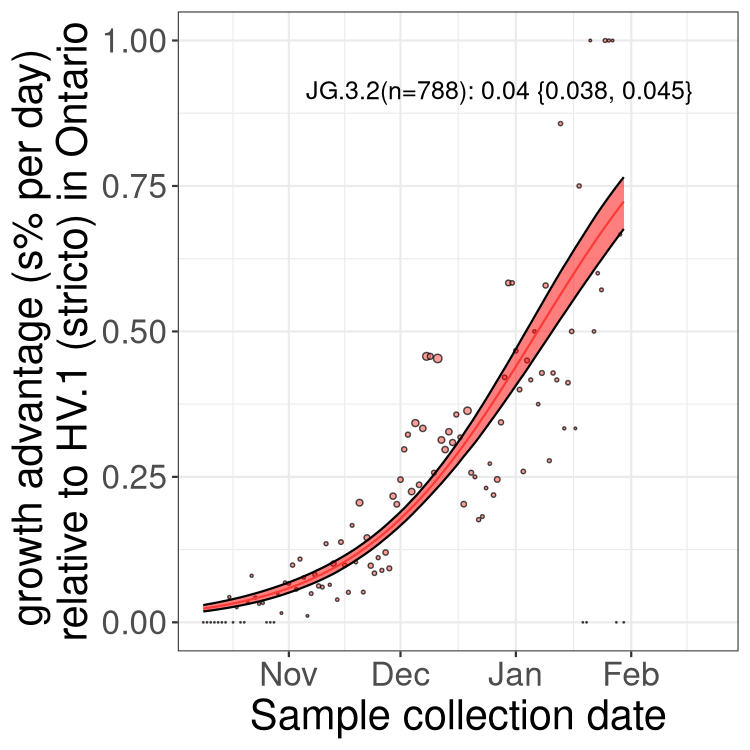 growth advantage (s% per day)
relative to HV.1 (stricto) in Ontario
1.00
0.75
0.50
0.25
0.00
JG.3.2(n=788): 0.04 {0.038, 0.045}
Nov Dec Jan Feb
Sample collection date